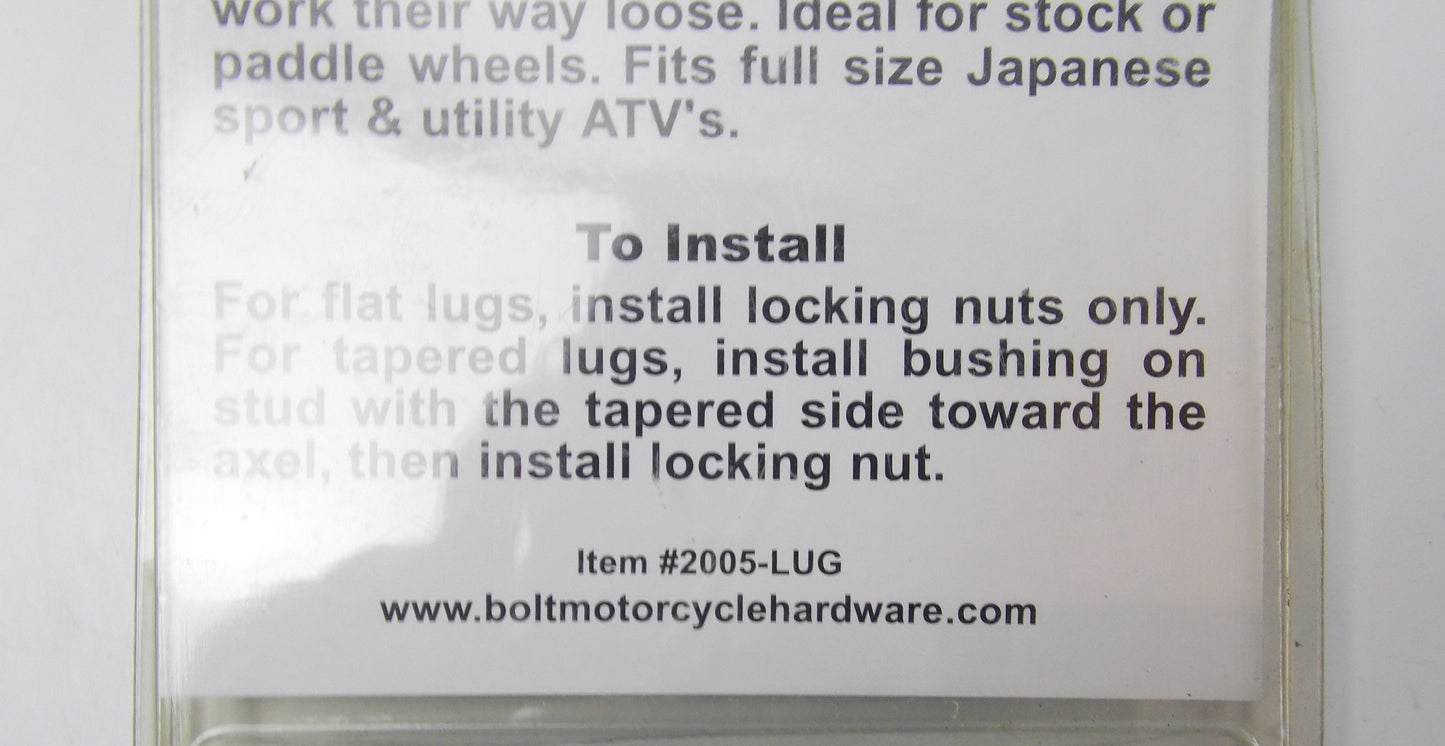 work their way loose. Ideal for stock or
paddle wheels. Fits full size Japanese
sport & utility ATV's.
To Install
For flat lugs, install locking nuts only.
For tapered lugs, install bushing on
stud with the tapered side toward the
axel, then install locking nut.
Item #2005-LUG
www.boltmotorcyclehardware.com